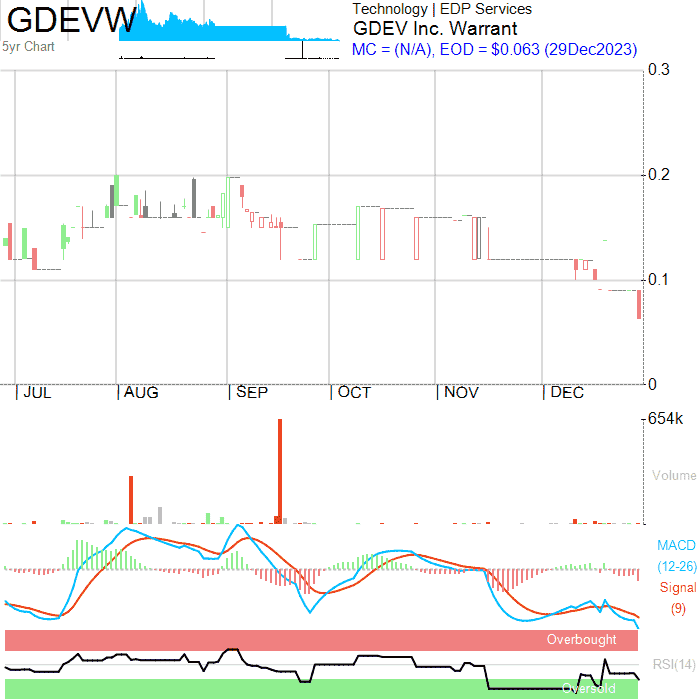 GDEVW
5yr Chart
Technology | EDP Services
GDEV Inc. Warrant
MC = (N/A), EOD = $0.063 (29Dec2023)
0.3
0.2
0.1
0
JUL AUG SEP OCT NOV DEC
654k
Volume
MACD
(12-26)
Signal
(9)
Overbought
RSI(14)
Oversold